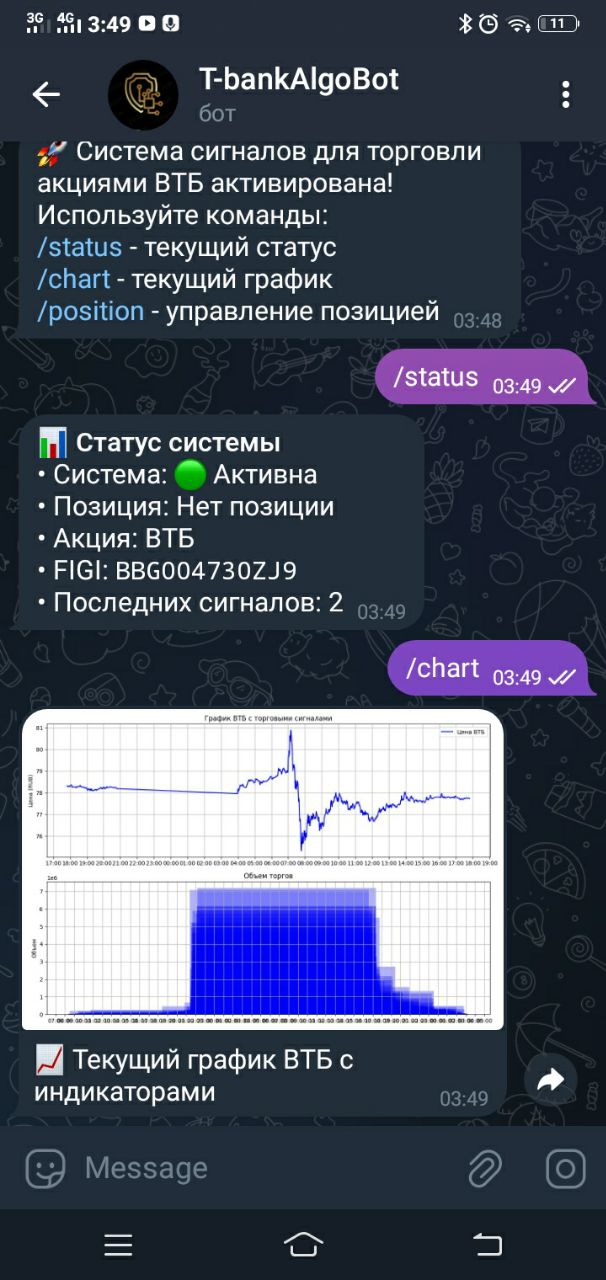 3G 4G 3:49 11
T-bankAlgoBot
бот
🚀 Система сигналов для торговли
акциями ВТБ активирована!
Используйте команды:
/status - текущий статус
/chart - текущий график
/position - управление позицией 03:48
/status 03:49
📊 Статус системы
• Система: 🟢 Активна
• Позиция: Нет позиции
• Акция: ВТБ
• FIGI: BBG004730ZJ9
• Последних сигналов: 2 03:49
/chart 03:49
График ВТБ с торговыми сигналами
Цена ВТБ
Цена (RUB)
81
80
79
78
77
76
17:00 18:00 19:00 20:00 21:00 22:00 23:00 00:00 01:00 02:00 03:00 04:00 05:00 06:00 07:00 08:00 09:00 10:00 11:00 12:00 13:00 14:00 15:00 16:00 17:00 18:00 19:00
Объем торгов
1e6
Объем
7
6
5
4
3
2
1
0
📈 Текущий график ВТБ с
индикаторами 03:49
Message